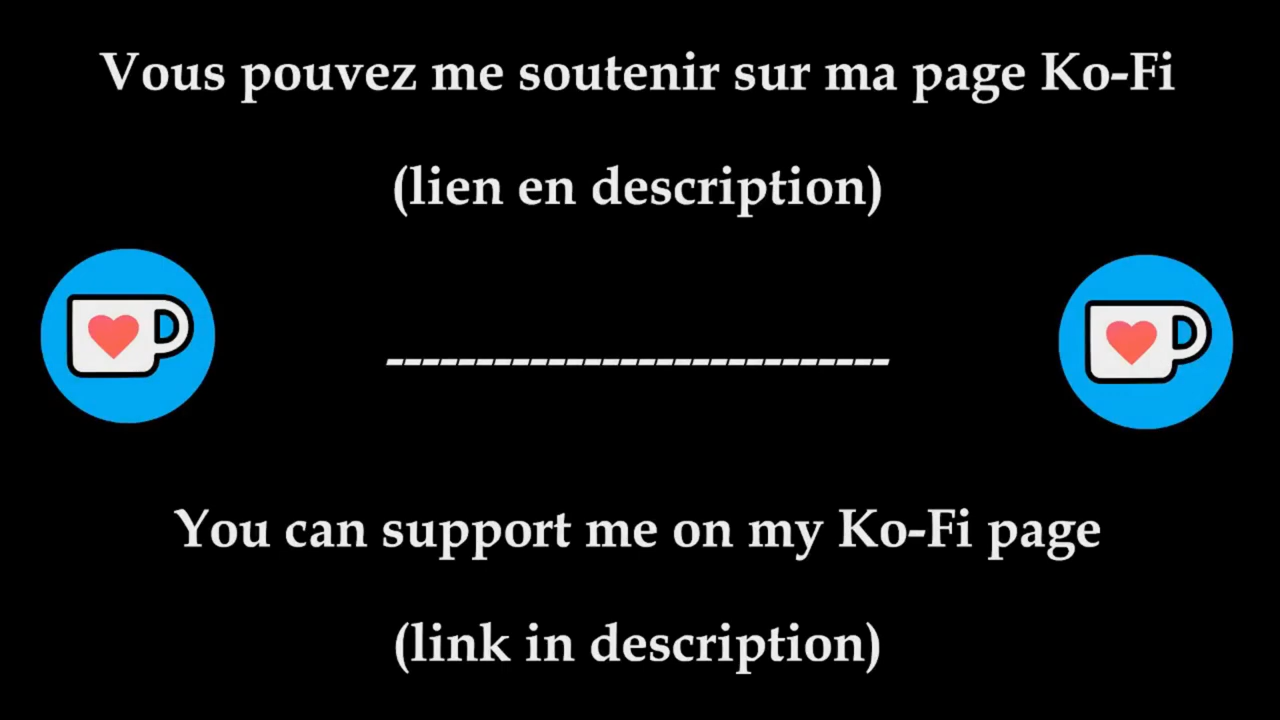 Vous pouvez me soutenir sur ma page Ko-Fi
(lien en description)
----------------------------
You can support me on my Ko-Fi page
(link in description)